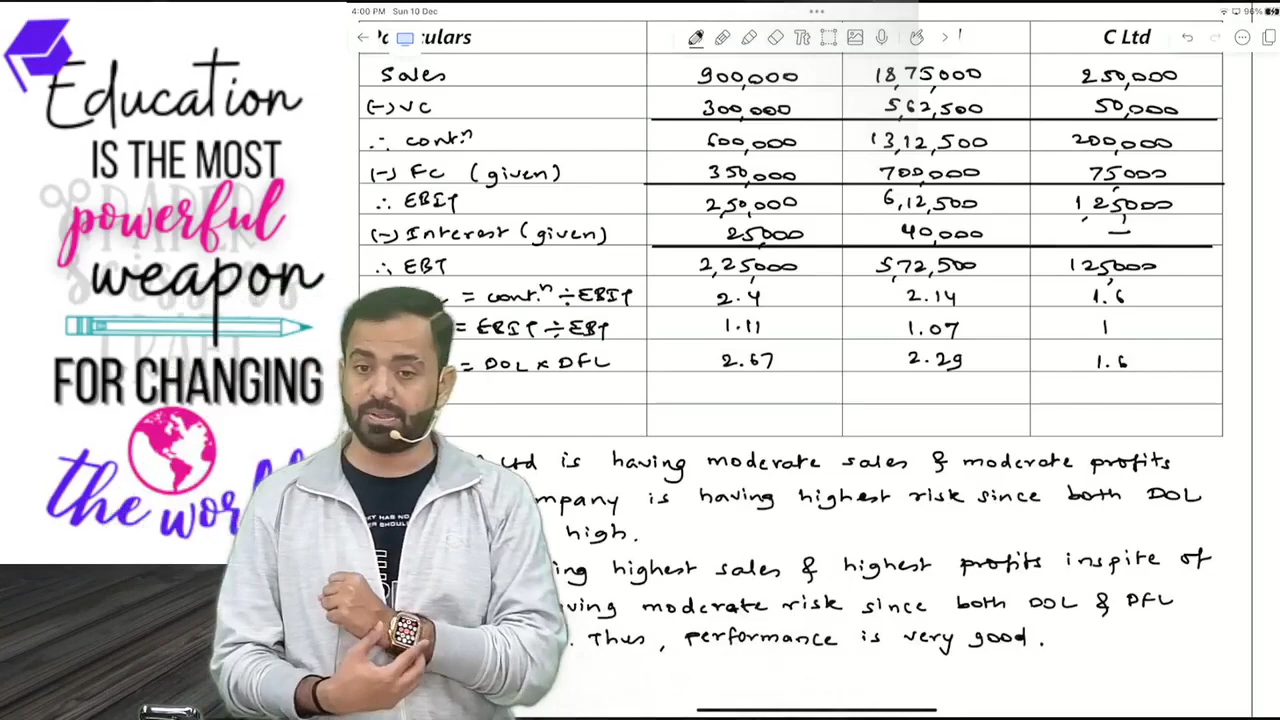 4:00 PM Sun 10 Dec
96%
Education
IS THE MOST
powerful
weapon
FOR CHANGING
the
culars C Ltd
Sales 900,000 18,75,000 250,000
(-) VC 300,000 5,62,500 50,000
∴ contⁿ 600,000 13,12,500 200,000
(-) FC (given) 350,000 700,000 75000
∴ EBIT 2,50,000 6,12,500 1,25000
(-) Interest (given) 25000 40,000 —
∴ EBT 2,25000 5,72,500 125000
= contⁿ ÷ EBIT 2.4 2.14 1.6
= EBIT ÷ EBT 1.11 1.07 1
= DOL x DFL 2.67 2.29 1.6
Ltd is having moderate sales & moderate profits
ompany is having highest risk since both DOL
high.
ing highest sales & highest profits inspite of
aving moderate risk since both DOL & DFL
. Thus, performance is very good.